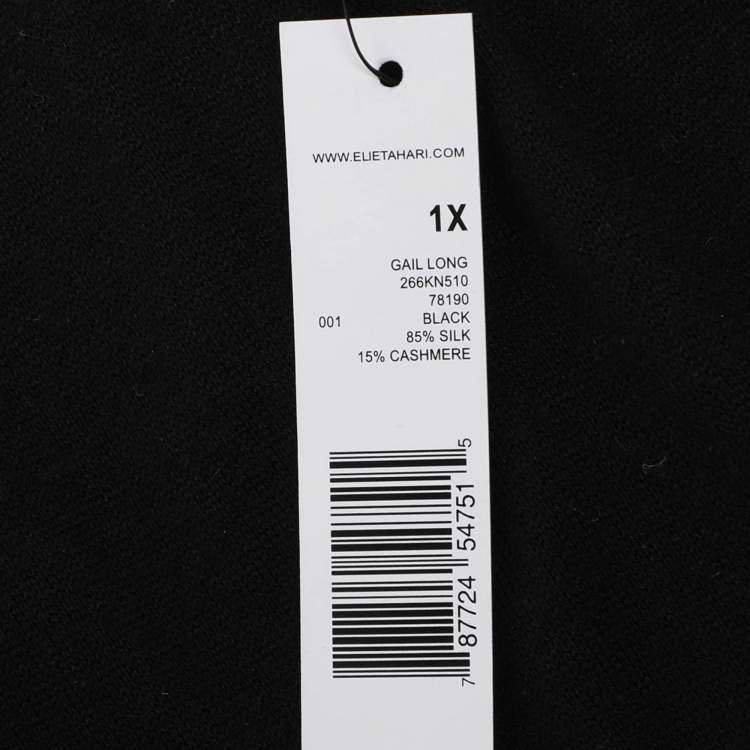 WWW.ELIETAHARI.COM
1X
GAIL LONG
266KN510
78190
001 BLACK
85% SILK
15% CASHMERE
7 87724 54751 5